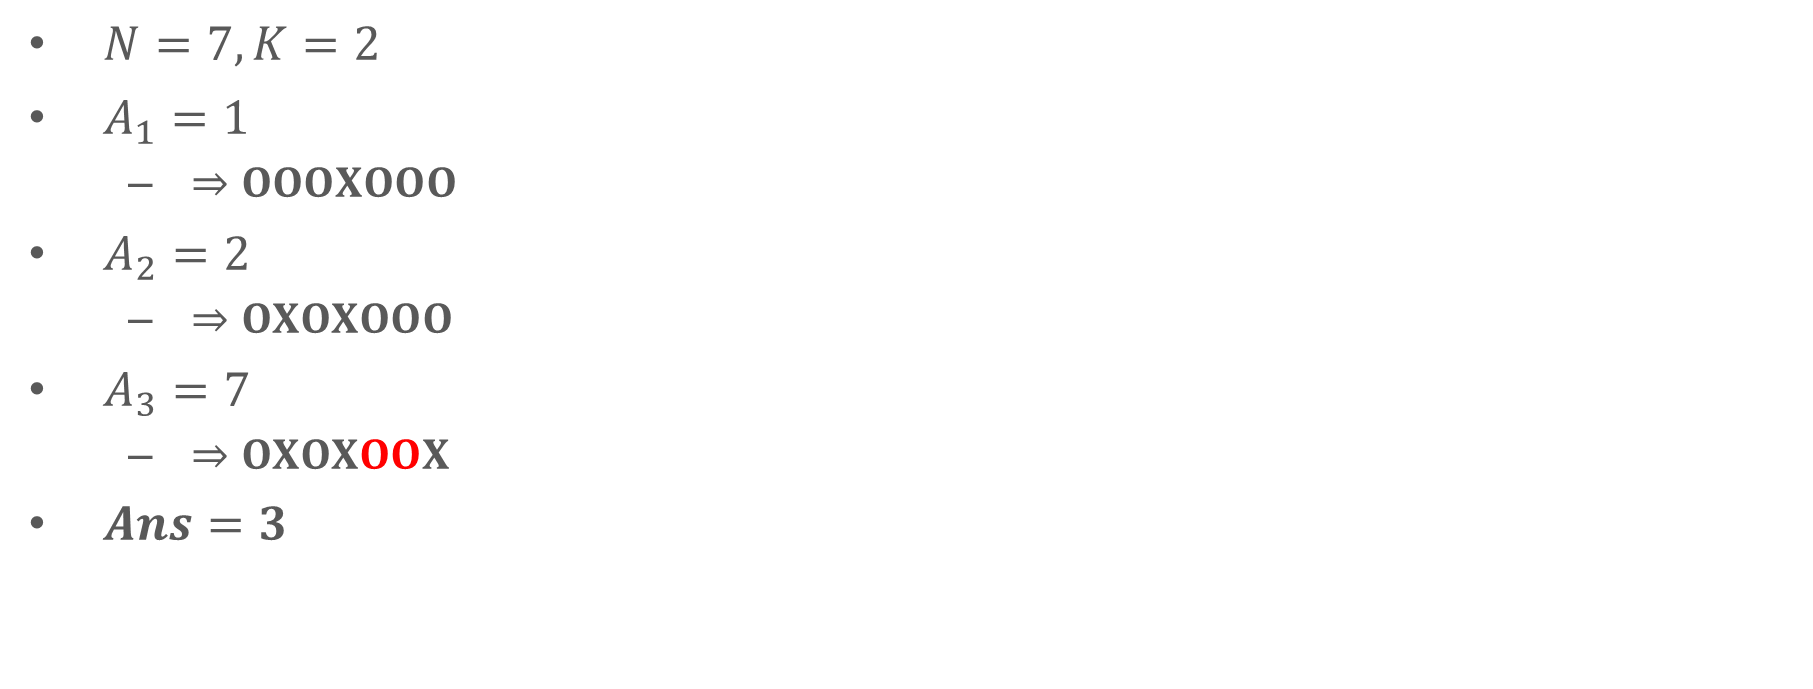 • N = 7, K = 2
• A₁ = 1
– ⇒ OOOXOOO
• A₂ = 2
– ⇒ OXOXOOO
• A₃ = 7
– ⇒ OXOXOOX
• Ans = 3